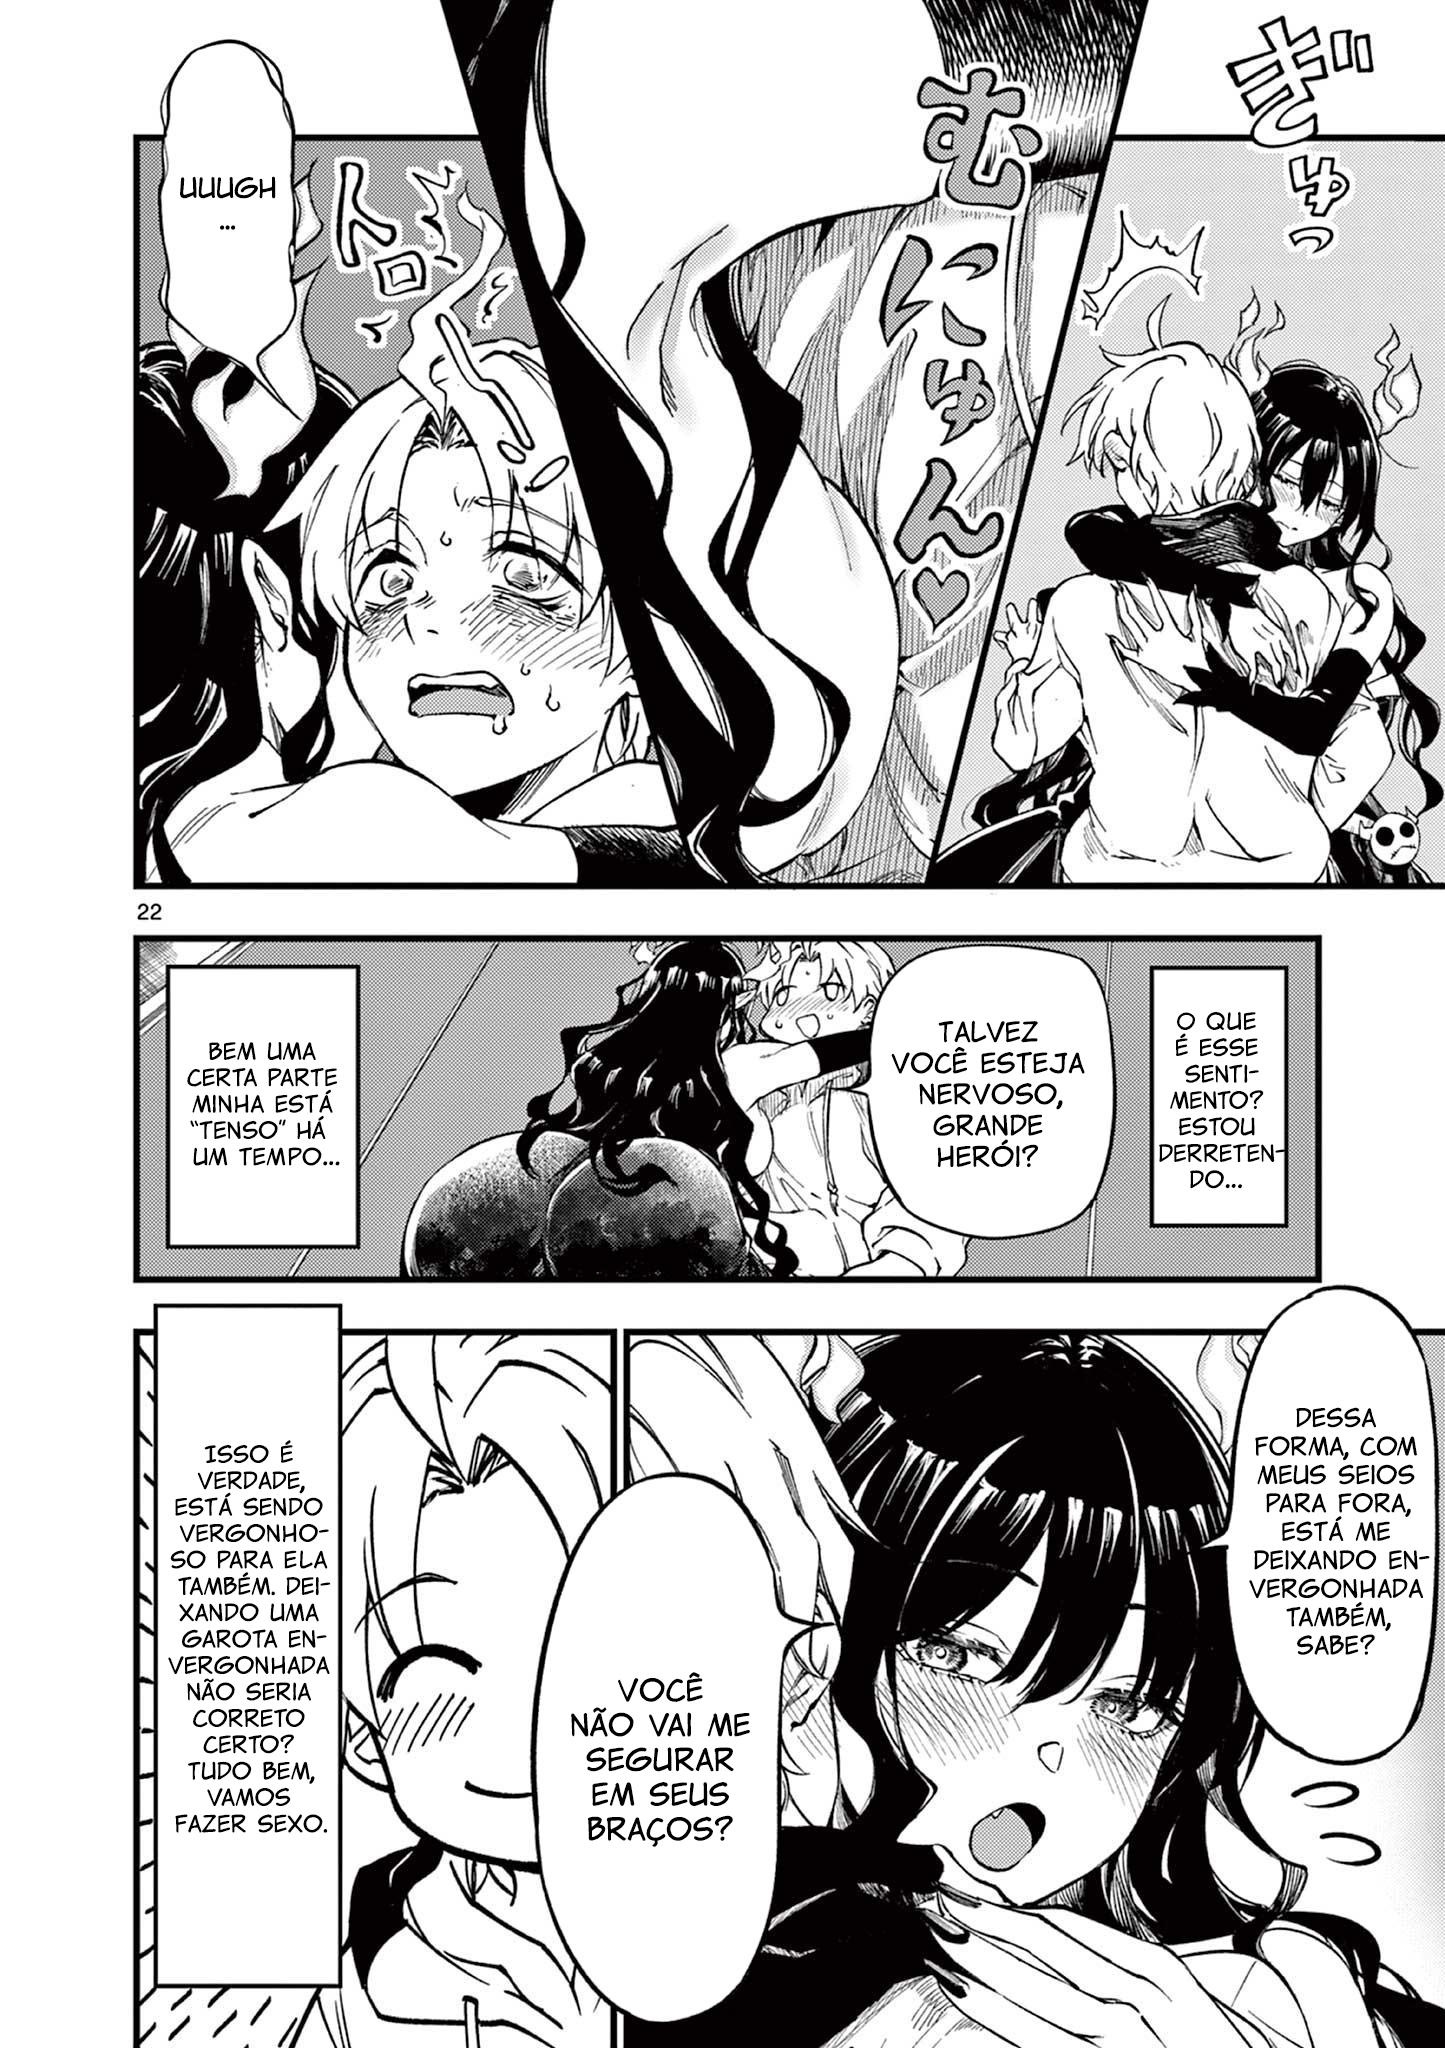 ぎゅっ
むにゅん♥
トロ
UUUGH
...
22
O QUE
É ESSE
SENTI-
MENTO?
ESTOU
DERRETEN-
DO...
TALVEZ
VOCÊ ESTEJA
NERVOSO,
GRANDE
HERÓI?
BEM UMA
CERTA PARTE
MINHA ESTÁ
“TENSO” HÁ
UM TEMPO...
DESSA
FORMA, COM
MEUS SEIOS
PARA FORA,
ESTÁ ME
DEIXANDO EN-
VERGONHADA
TAMBÉM,
SABE?
VOCÊ
NÃO VAI ME
SEGURAR
EM SEUS
BRAÇOS?
ISSO É
VERDADE,
ESTÁ SENDO
VERGONHO-
SO PARA ELA
TAMBÉM. DEI-
XANDO UMA
GAROTA EN-
VERGONHADA
NÃO SERIA
CORRETO
CERTO?
TUDO BEM,
VAMOS
FAZER SEXO.